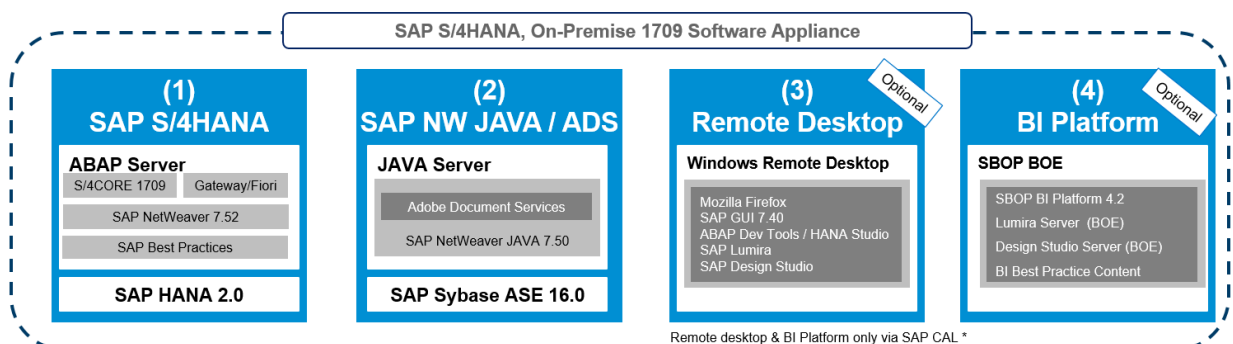 SAP S/4HANA, On-Premise 1709 Software Appliance
(1)
SAP S/4HANA
ABAP Server
S/4CORE 1709
Gateway/Fiori
SAP NetWeaver 7.52
SAP Best Practices
SAP HANA 2.0
(2)
SAP NW JAVA / ADS
JAVA Server
Adobe Document Services
SAP NetWeaver JAVA 7.50
SAP Sybase ASE 16.0
(3)
Optional
Remote Desktop
Windows Remote Desktop
Mozilla Firefox
SAP GUI 7.40
ABAP Dev Tools / HANA Studio
SAP Lumira
SAP Design Studio
(4)
Optional
BI Platform
SBOP BOE
SBOP BI Platform 4.2
Lumira Server (BOE)
Design Studio Server (BOE)
BI Best Practice Content
Remote desktop & BI Platform only via SAP CAL *